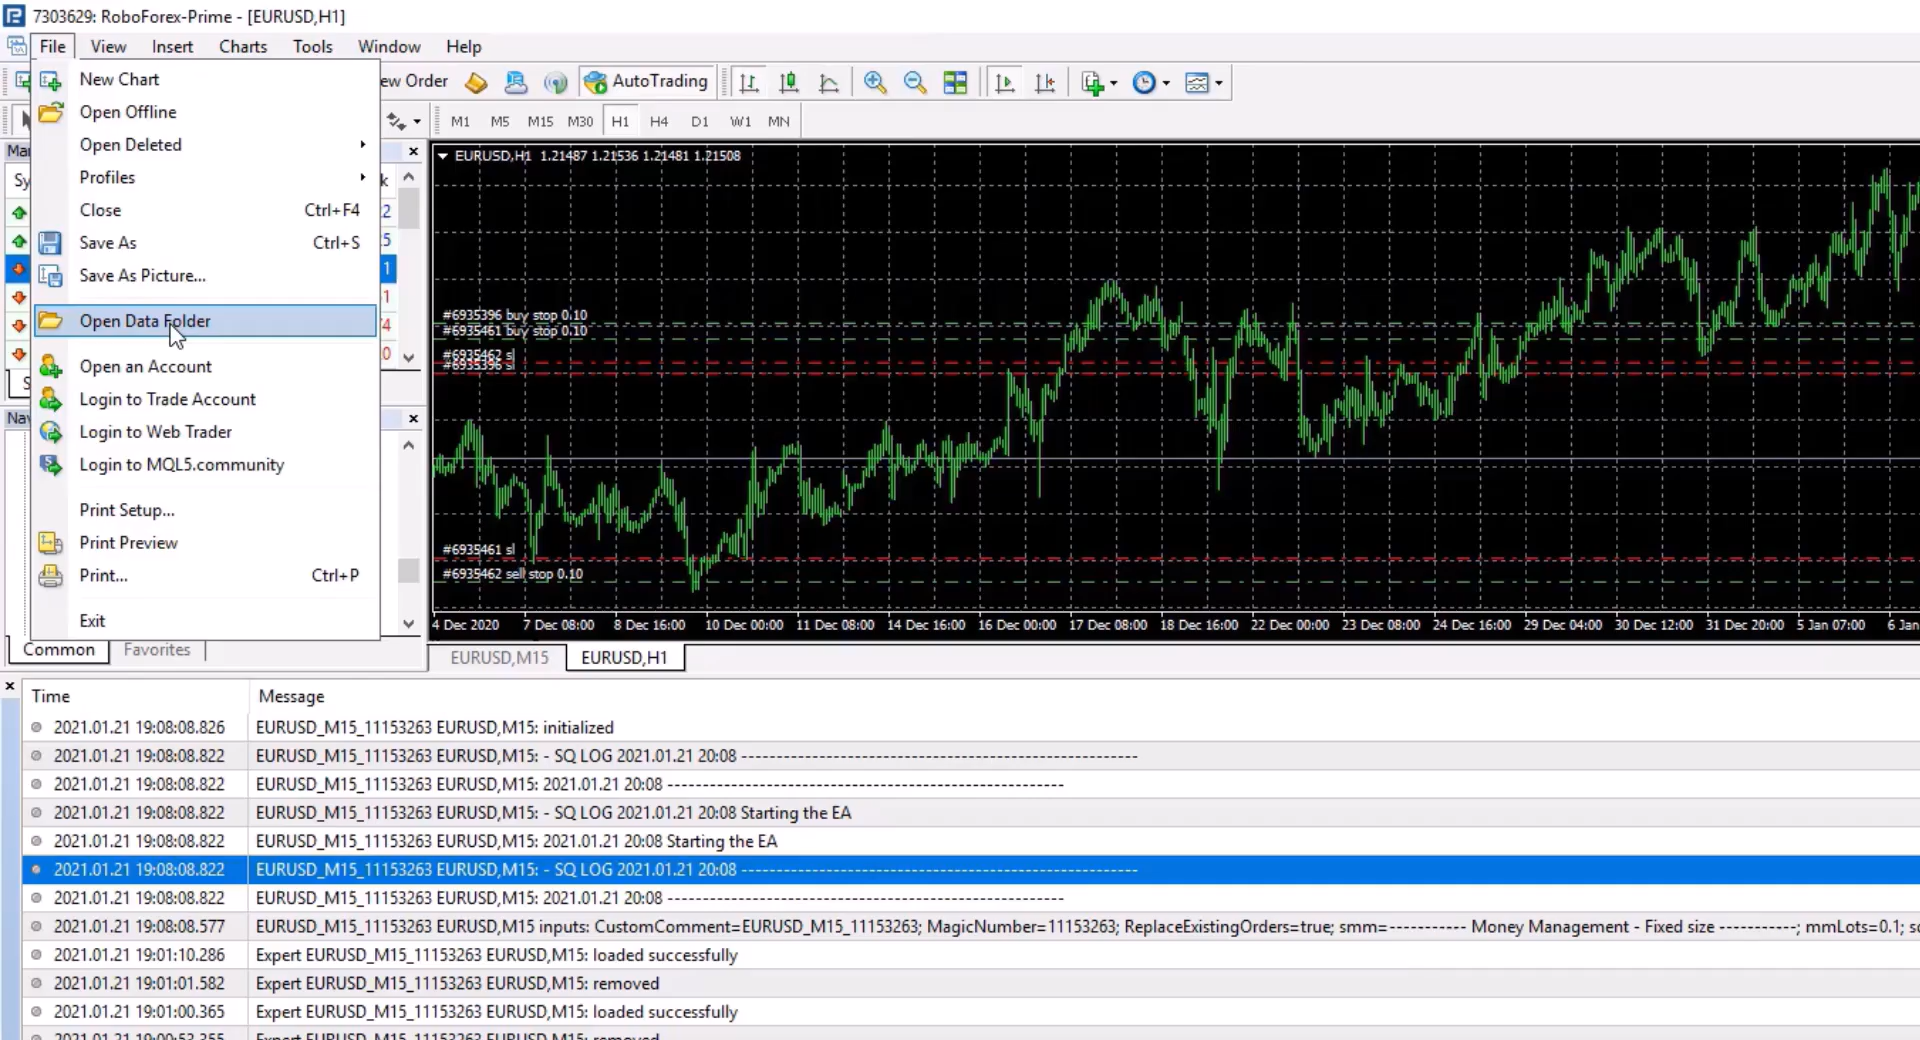 7303629: RoboForex-Prime - [EURUSD,H1]
File View Insert Charts Tools Window Help
New Chart
Open Offline
Open Deleted
Profiles
Close Ctrl+F4
Save As Ctrl+S
Save As Picture...
Open Data Folder
Open an Account
Login to Trade Account
Login to Web Trader
Login to MQL5.community
Print Setup...
Print Preview
Print... Ctrl+P
Exit
ew Order AutoTrading
M1 M5 M15 M30 H1 H4 D1 W1 MN
EURUSD,H1 1.21487 1.21536 1.21481 1.21508
#6935396 buy stop 0.10
#6935461 buy stop 0.10
#6935462 sl
#6935396 sl
#6935461 sl
#6935462 sell stop 0.10
4 Dec 2020 7 Dec 08:00 8 Dec 16:00 10 Dec 00:00 11 Dec 08:00 14 Dec 16:00 16 Dec 00:00 17 Dec 08:00 18 Dec 16:00 22 Dec 00:00 23 Dec 08:00 24 Dec 16:00 29 Dec 04:00 30 Dec 12:00 31 Dec 20:00 5 Jan 07:00 6 Jan
Common Favorites
EURUSD,M15 EURUSD,H1
Time Message
2021.01.21 19:08:08.826 EURUSD_M15_11153263 EURUSD,M15: initialized
2021.01.21 19:08:08.822 EURUSD_M15_11153263 EURUSD,M15: - SQ LOG 2021.01.21 20:08 --------------------------------------------------------
2021.01.21 19:08:08.822 EURUSD_M15_11153263 EURUSD,M15: 2021.01.21 20:08 --------------------------------------------------------
2021.01.21 19:08:08.822 EURUSD_M15_11153263 EURUSD,M15: - SQ LOG 2021.01.21 20:08 Starting the EA
2021.01.21 19:08:08.822 EURUSD_M15_11153263 EURUSD,M15: 2021.01.21 20:08 Starting the EA
2021.01.21 19:08:08.822 EURUSD_M15_11153263 EURUSD,M15: - SQ LOG 2021.01.21 20:08 --------------------------------------------------------
2021.01.21 19:08:08.822 EURUSD_M15_11153263 EURUSD,M15: 2021.01.21 20:08 --------------------------------------------------------
2021.01.21 19:08:08.577 EURUSD_M15_11153263 EURUSD,M15 inputs: CustomComment=EURUSD_M15_11153263; MagicNumber=11153263; ReplaceExistingOrders=true; smm=----------- Money Management - Fixed size -----------; mmLots=0.1;
2021.01.21 19:01:10.286 Expert EURUSD_M15_11153263 EURUSD,M15: loaded successfully
2021.01.21 19:01:01.582 Expert EURUSD_M15_11153263 EURUSD,M15: removed
2021.01.21 19:01:00.365 Expert EURUSD_M15_11153263 EURUSD,M15: loaded successfully
2021.01.21 19:00:53.355 Expert EURUSD_M15_11153263 EURUSD,M15: removed